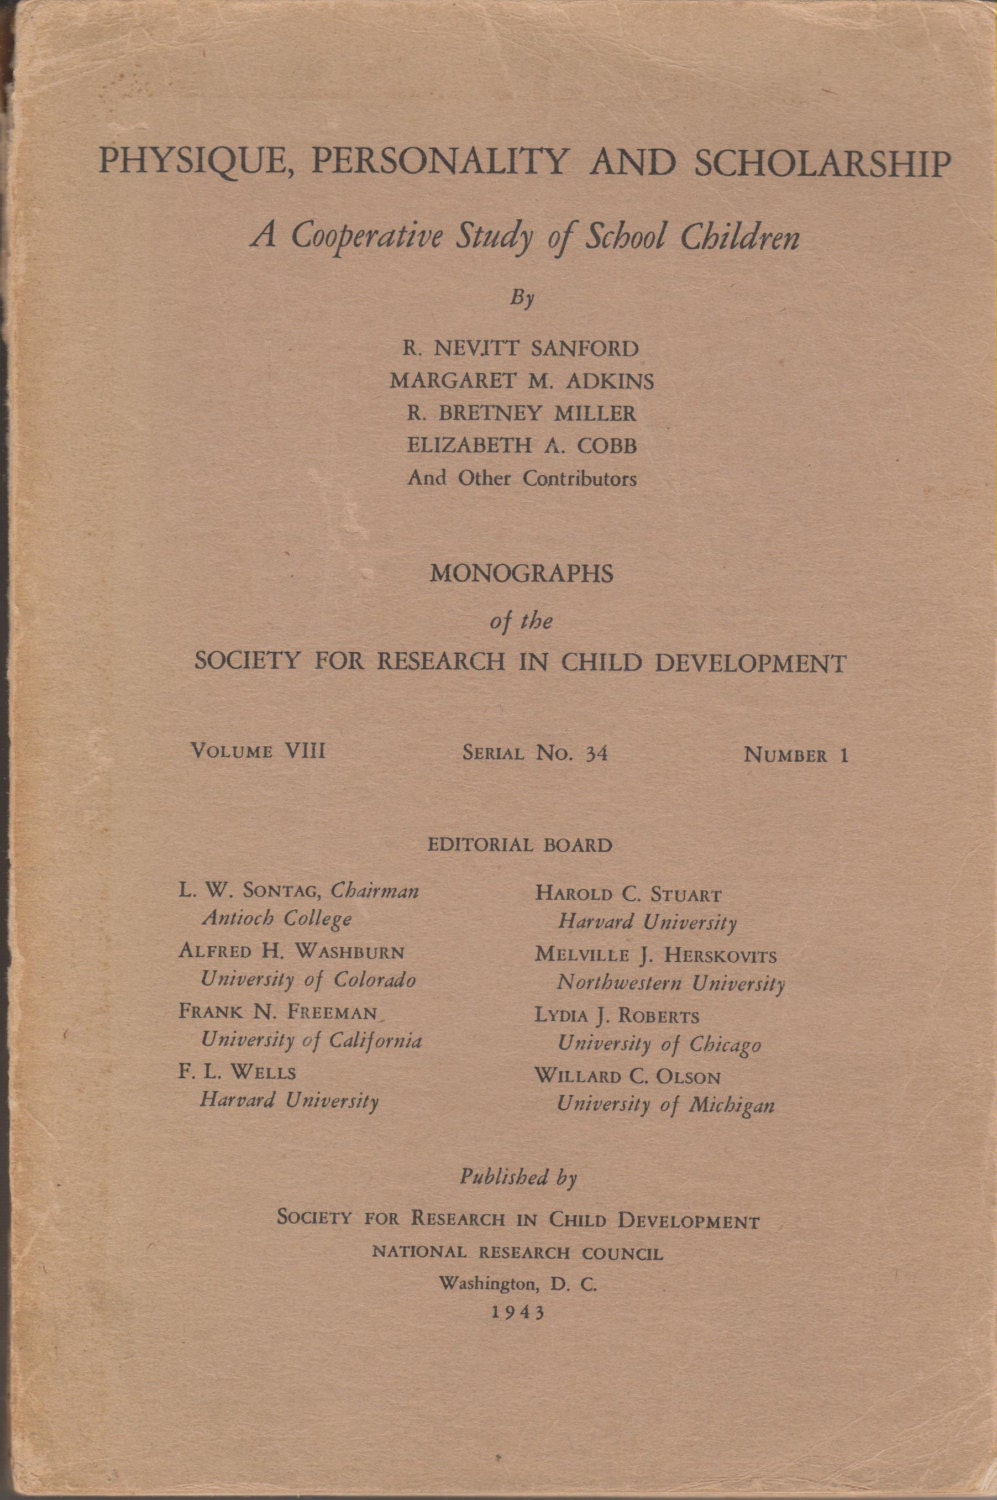 PHYSIQUE, PERSONALITY AND SCHOLARSHIP
A Cooperative Study of School Children
By
R. NEVITT SANFORD
MARGARET M. ADKINS
R. BRETNEY MILLER
ELIZABETH A. COBB
And Other Contributors
MONOGRAPHS
of the
SOCIETY FOR RESEARCH IN CHILD DEVELOPMENT
VOLUME VIII SERIAL NO. 34 NUMBER 1
EDITORIAL BOARD
L. W. SONTAG, Chairman
Antioch College
ALFRED H. WASHBURN
University of Colorado
FRANK N. FREEMAN
University of California
F. L. WELLS
Harvard University
HAROLD C. STUART
Harvard University
MELVILLE J. HERSKOVITS
Northwestern University
LYDIA J. ROBERTS
University of Chicago
WILLARD C. OLSON
University of Michigan
Published by
SOCIETY FOR RESEARCH IN CHILD DEVELOPMENT
NATIONAL RESEARCH COUNCIL
Washington, D. C.
1943